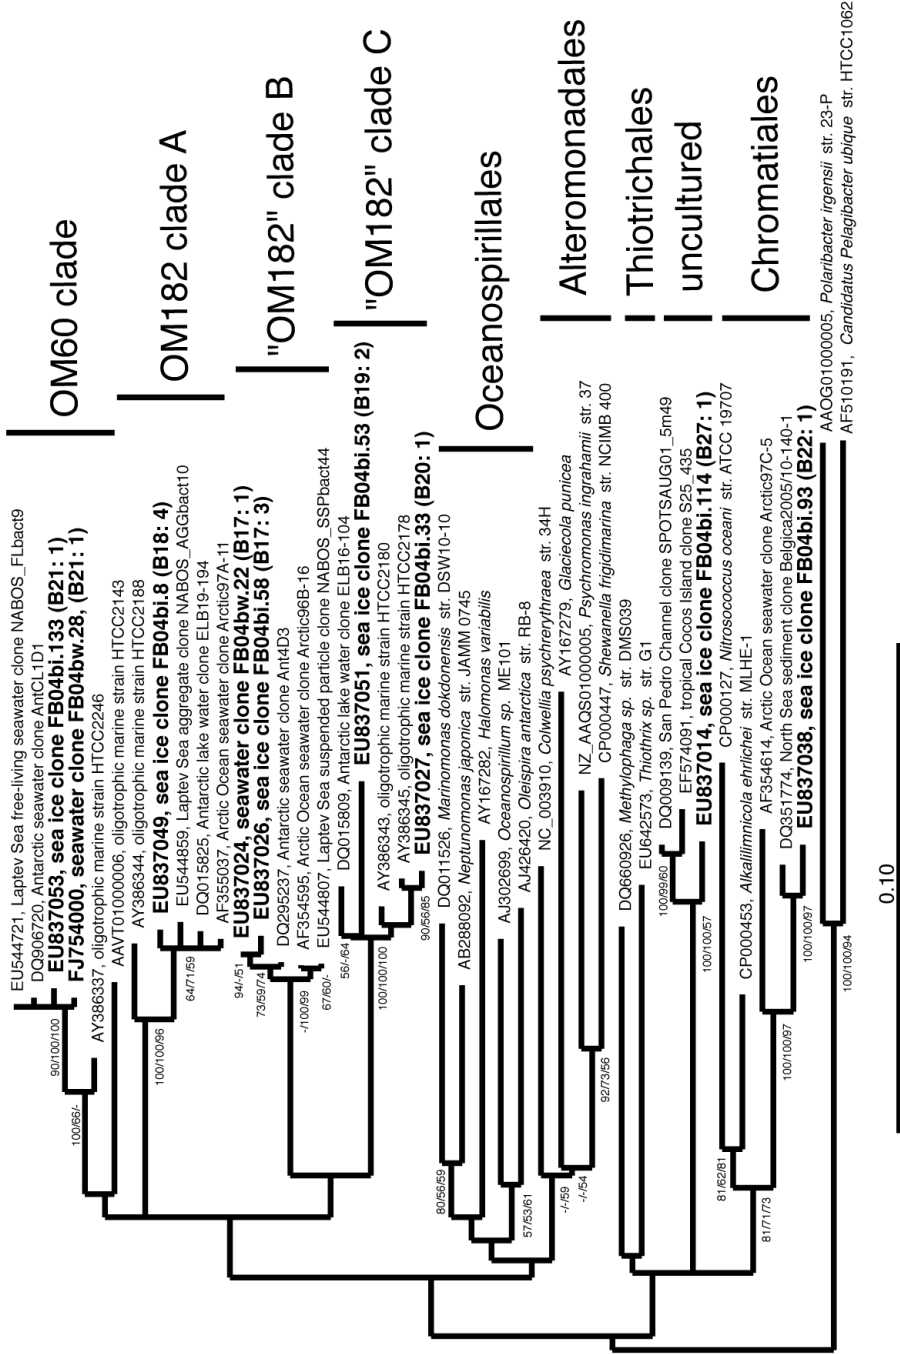 EU544721, Laptev Sea free-living seawater clone NABOS_FLbact9
DQ906720, Antarctic seawater clone AntCL1D1
EU837053, sea ice clone FB04bi.133 (B21: 1)
FJ754000, seawater clone FB04bw.28, (B21: 1)
AY386337, oligotrophic marine strain HTCC2246
90/100/100
100/66/-
OM60 clade
AAVT01000006, oligotrophic marine strain HTCC2143
AY386344, oligotrophic marine strain HTCC2188
EU837049, sea ice clone FB04bi.8 (B18: 4)
EU544859, Laptev Sea aggregate clone NABOS_AGGbact10
DQ015825, Antarctic lake water clone ELB19-194
AF355037, Arctic Ocean seawater clone Arctic97A-11
100/100/96
64/71/59
OM182 clade A
EU837024, seawater clone FB04bw.22 (B17: 1)
EU837026, sea ice clone FB04bi.58 (B17: 3)
DQ295237, Antarctic seawater clone Ant4D3
AF354595, Arctic Ocean seawater clone Arctic96B-16
EU544807, Laptev Sea suspended particle clone NABOS_SSPbact44
94/-/51
73/59/74
-/100/99
67/60/-
"OM182" clade B
DQ015809, Antarctic lake water clone ELB16-104
EU837051, sea ice clone FB04bi.53 (B19: 2)
AY386343, oligotrophic marine strain HTCC2180
AY386345, oligotrophic marine strain HTCC2178
EU837027, sea ice clone FB04bi.33 (B20: 1)
56/-/64
100/100/100
90/56/85
"OM182" clade C
DQ011526, Marinomonas dokdonensis str. DSW10-10
AB288092, Neptumonas japonica str. JAMM 0745
AY167282, Halomonas variabilis
AJ302699, Oceanospirillum sp. ME101
AJ426420, Oleispira antarctica str. RB-8
80/56/59
57/53/61
Oceanospirillales
NC_003910, Colwellia psychrerythraea str. 34H
AY167279, Glaciecola punicea
NZ_AAQS01000005, Psychromonas ingrahamii str. 37
CP000447, Shewanella frigidimarina str. NCIMB 400
-/-/59
-/-/54
92/73/56
Alteromonadales
DQ660926, Methylophaga sp. str. DMS039
EU642573, Thiothrix sp. str. G1
Thiotrichales
DQ009139, San Pedro Channel clone SPOTSAUG01_5m49
EF574091, tropical Cocos Island clone S25_435
EU837014, sea ice clone FB04bi.114 (B27: 1)
100/99/60
100/100/57
uncultured
CP000127, Nitrosococcus oceani str. ATCC 19707
CP000453, Alkalilimnicola ehrlichei str. MLHE-1
AF354614, Arctic Ocean seawater clone Arctic97C-5
DQ351774, North Sea sediment clone Belgica2005/10-140-1
EU837038, sea ice clone FB04bi.93 (B22: 1)
81/62/81
81/71/73
100/100/97
100/100/97
Chromatiales
AAOG01000005, Polaribacter irgensii str. 23-P
AF510191, Candidatus Pelagibacter ubique str. HTCC1062
100/100/94
0.10